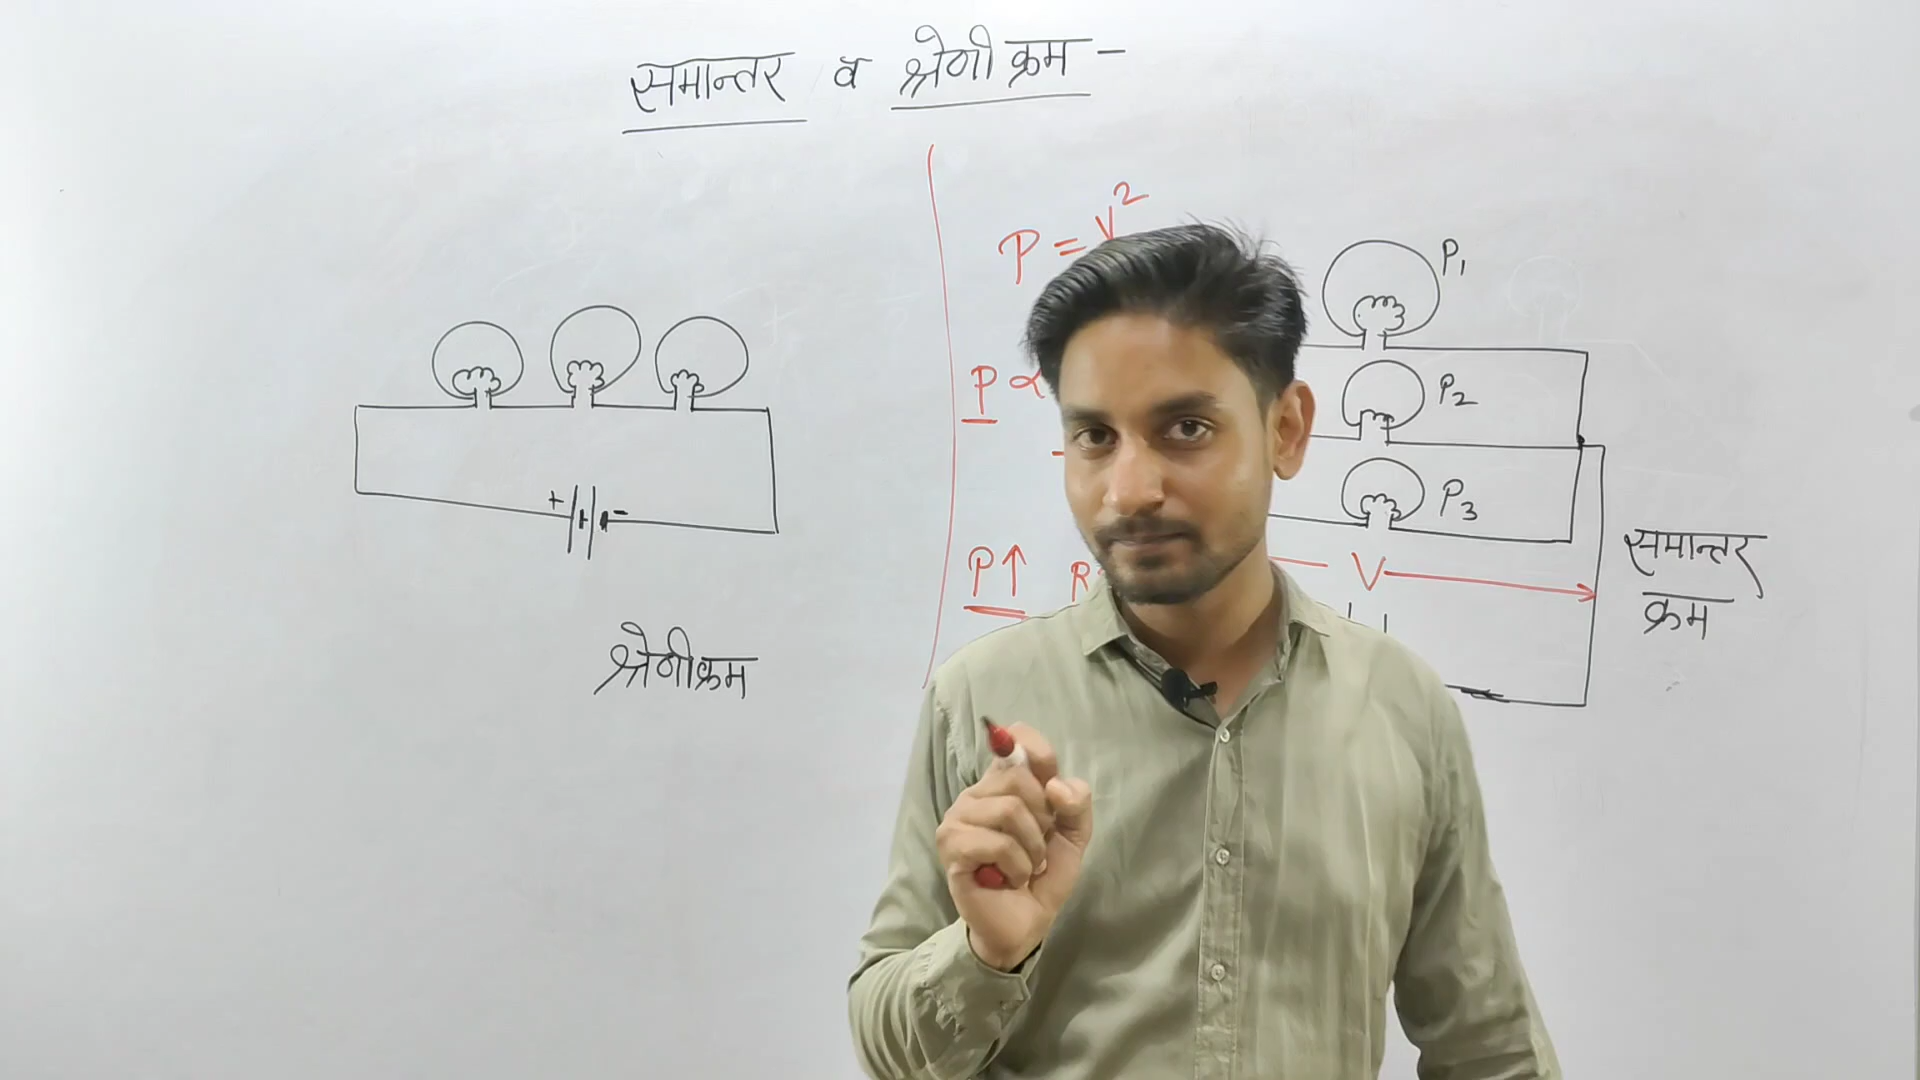 समान्तर व श्रेणी क्रम -
P = V²
P ∝
P↑ R
+ -
श्रेणीक्रम
P₁
P₂
P₃
V
समान्तर
क्रम